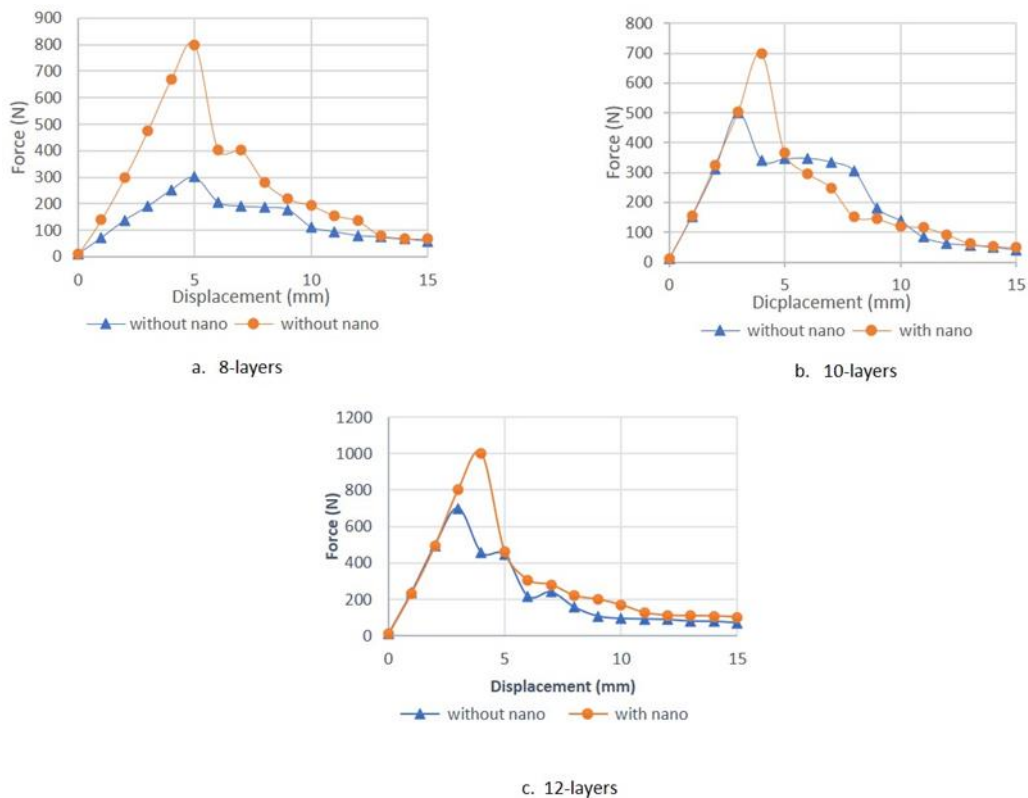 900
800
700
600
500
400
300
200
100
0
Force (N)
0 5 10 15
Displacement (mm)
without nano without nano
a. 8-layers
800
700
600
500
400
300
200
100
0
Force (N)
0 5 10 15
Dicplacement (mm)
without nano with nano
b. 10-layers
1200
1000
800
600
400
200
0
Force (N)
0 5 10 15
Displacement (mm)
without nano with nano
c. 12-layers